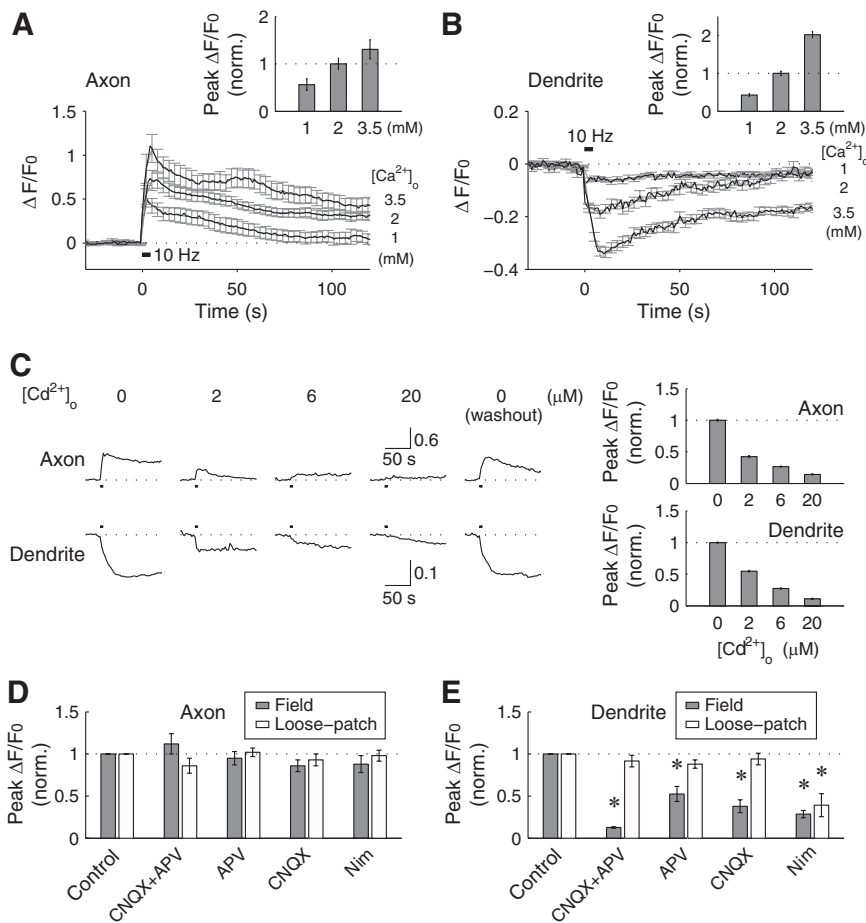 A
Axon
Peak ΔF/F0
(norm.)
2
1
0
1 2 3.5 (mM)
ΔF/F0
1.5
1
0.5
0
[Ca2+]o
3.5
2
1
(mM)
10 Hz
0 50 100
Time (s)
B
Dendrite
Peak ΔF/F0
(norm.)
2
1
0
1 2 3.5 (mM)
10 Hz
ΔF/F0
0.2
0
−0.2
−0.4
[Ca2+]o
1
2
3.5
(mM)
0 50 100
Time (s)
C
[Cd2+]o 0 2 6 20 0 (μM)
(washout)
0.6
50 s
Axon
Dendrite
0.1
50 s
Axon
Peak ΔF/F0
(norm.)
1.5
1
0.5
0
0 2 6 20
Dendrite
Peak ΔF/F0
(norm.)
1.5
1
0.5
0
0 2 6 20
[Cd2+]o (μM)
D
Axon
Field
Loose−patch
Peak ΔF/F0
(norm.)
1.5
1
0.5
0
Control
CNQX+APV
APV
CNQX
Nim
E
Dendrite
Field
Loose−patch
Peak ΔF/F0
(norm.)
1.5
1
0.5
0
* * * * *
Control
CNQX+APV
APV
CNQX
Nim